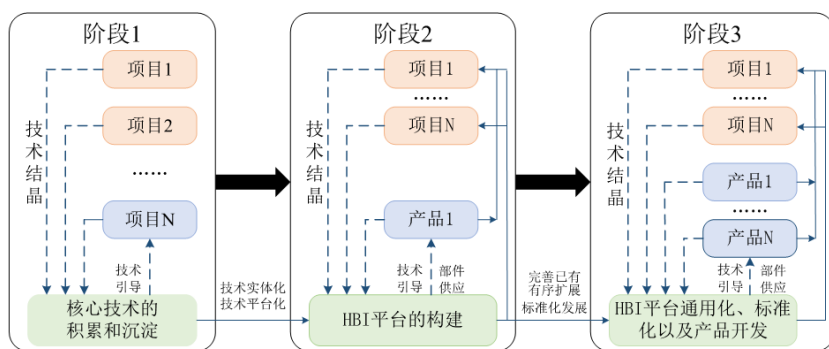 阶段1
项目1
项目2
……
项目N
技术结晶
技术
引导
核心技术的
积累和沉淀
技术实体化
技术平台化
阶段2
项目1
……
项目N
技术结晶
产品1
技术
引导
部件
供应
HBI平台的构建
完善已有
有序扩展
标准化发展
阶段3
项目1
……
项目N
技术结晶
产品1
……
产品N
技术
引导
部件
供应
HBI平台通用化、标准
化以及产品开发